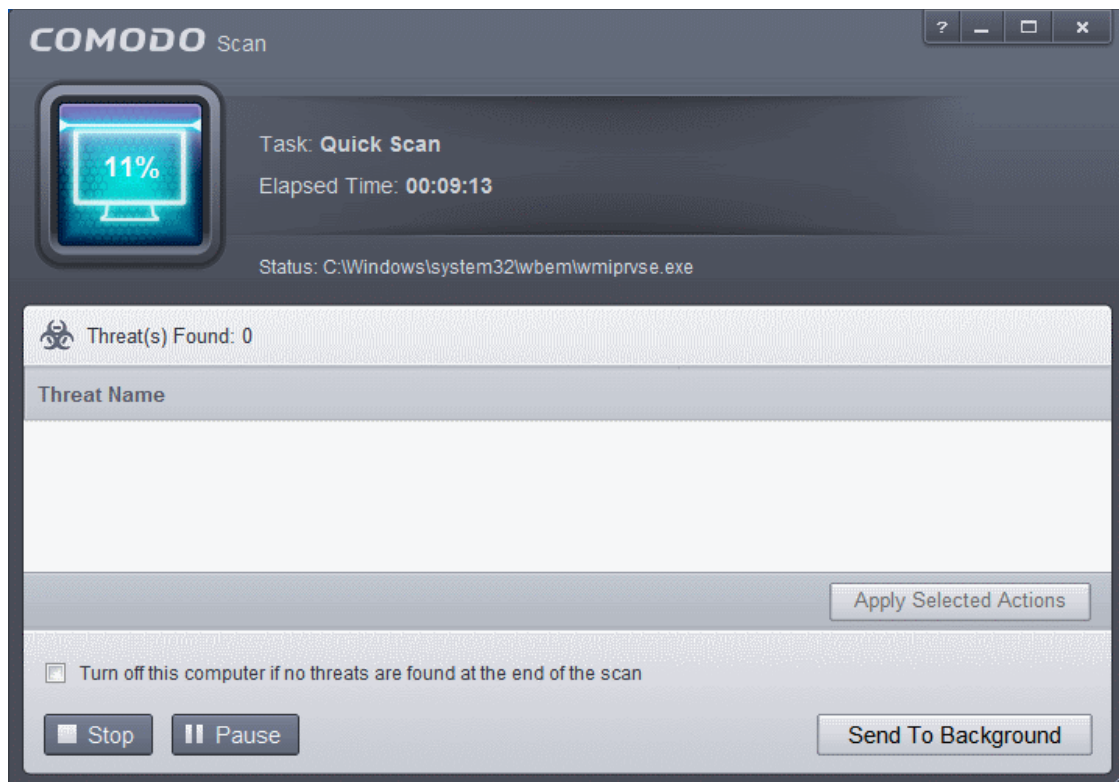 COMODO Scan
?
11%
Task: Quick Scan
Elapsed Time: 00:09:13
Status: C:\Windows\system32\wbem\wmiprvse.exe
Threat(s) Found: 0
Threat Name
Apply Selected Actions
Turn off this computer if no threats are found at the end of the scan
Stop
Pause
Send To Background